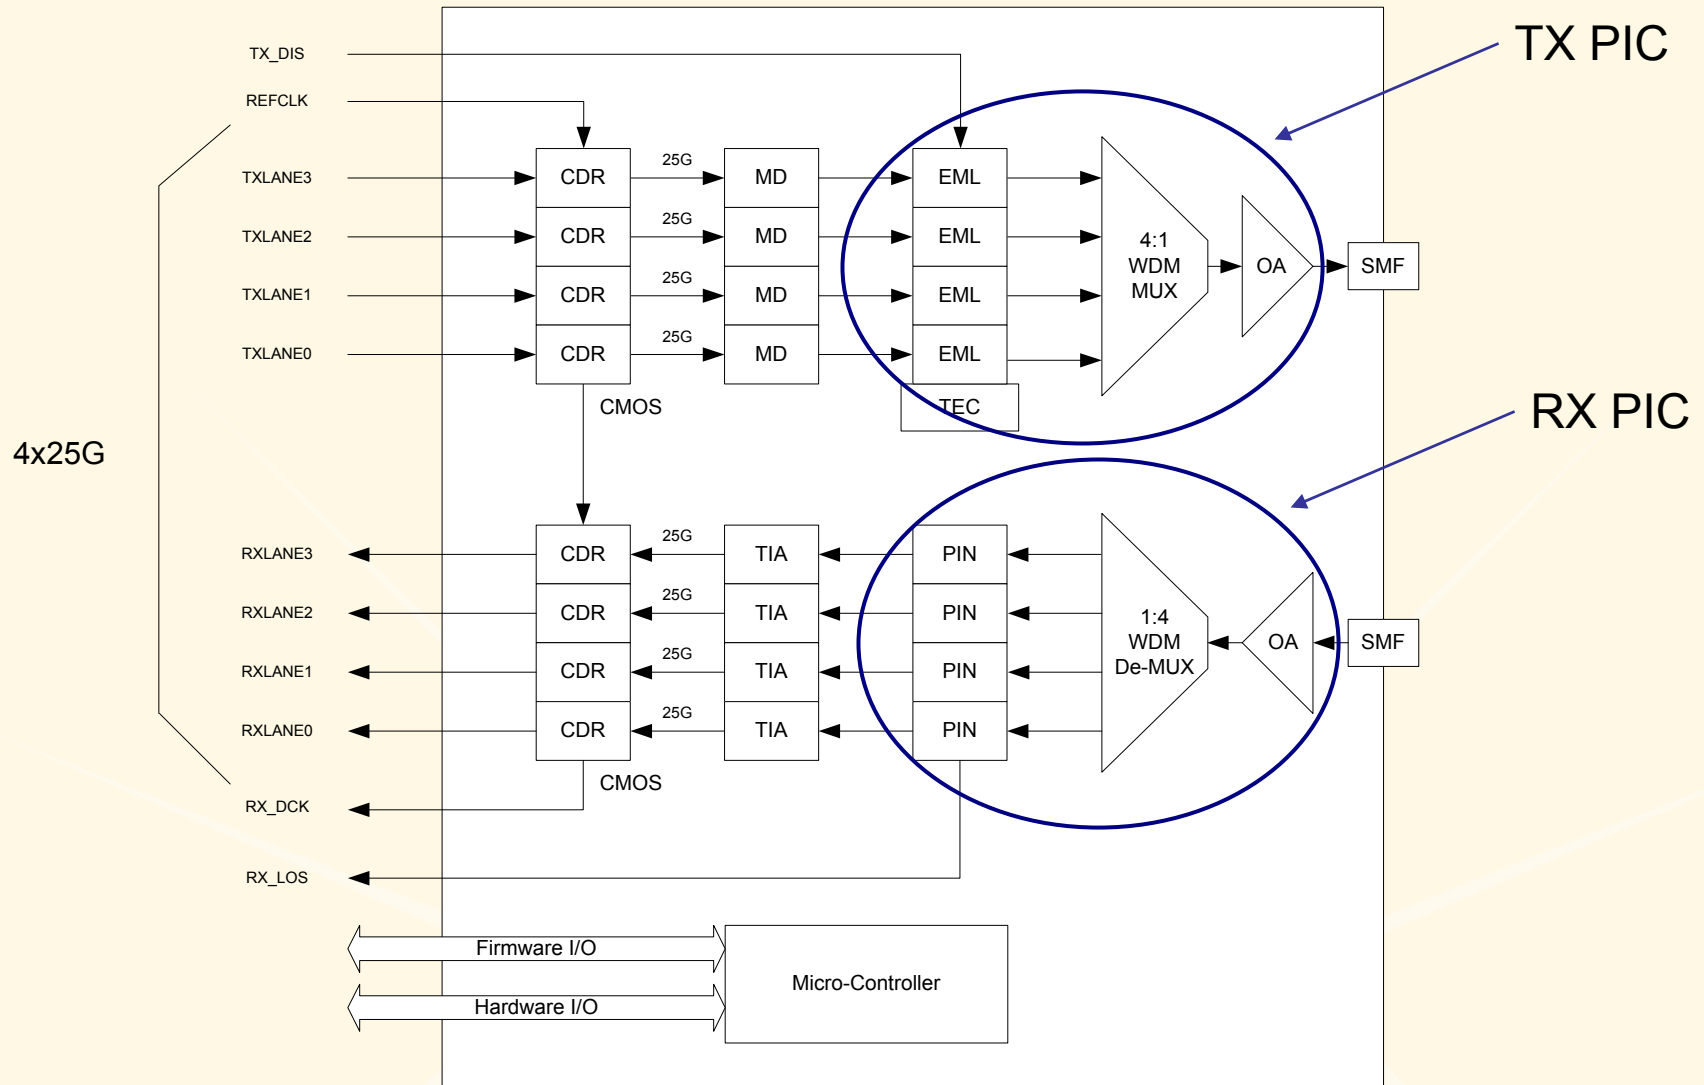 TX PIC
TX_DIS
REFCLK
TXLANE3
CDR
25G
MD
EML
TXLANE2
CDR
25G
MD
EML
4:1
WDM
MUX
OA
SMF
TXLANE1
CDR
25G
MD
EML
TXLANE0
CDR
25G
MD
EML
CMOS
TEC
RX PIC
4x25G
RXLANE3
CDR
25G
TIA
PIN
RXLANE2
CDR
25G
TIA
PIN
1:4
WDM
De-MUX
OA
SMF
RXLANE1
CDR
25G
TIA
PIN
RXLANE0
CDR
25G
TIA
PIN
CMOS
RX_DCK
RX_LOS
Firmware I/O
Micro-Controller
Hardware I/O